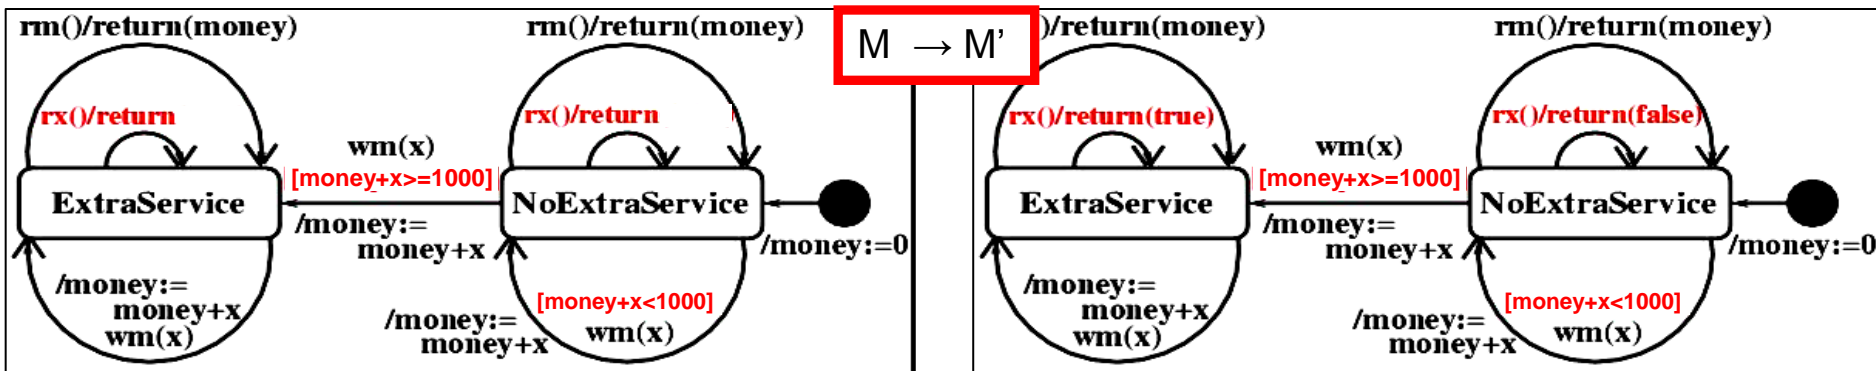 rm()/return(money)
rm()/return(money)
rx()/return
rx()/return
wm(x)
[money+x>=1000]
ExtraService
NoExtraService
/money:=
money+x
/money:=0
/money:=
money+x
wm(x)
[money+x<1000]
/money:=
money+x
wm(x)
M → M’
)/return(money)
rm()/return(money)
rx()/return(true)
rx()/return(false)
wm(x)
[money+x>=1000]
ExtraService
NoExtraService
/money:=
money+x
/money:=0
/money:=
money+x
wm(x)
[money+x<1000]
/money:=
money+x
wm(x)